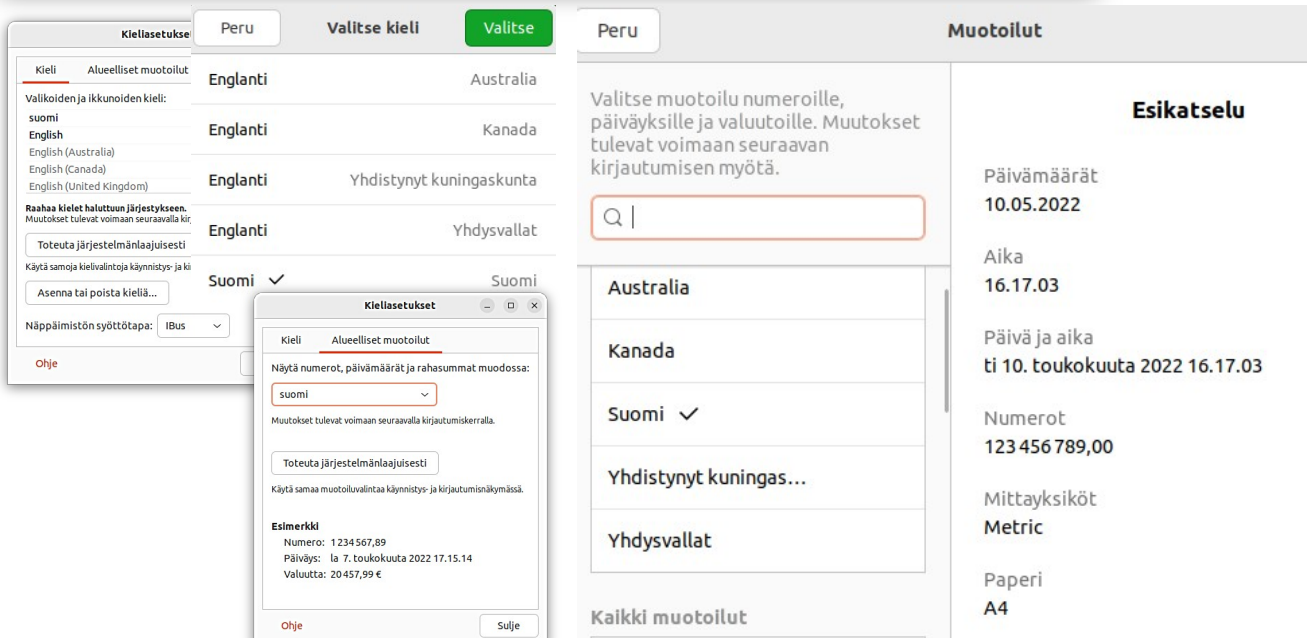 Kieliasetukset
Kieli Alueelliset muotoilut
Valikoiden ja ikkunoiden kieli:
suomi
English
English (Australia)
English (Canada)
English (United Kingdom)
Raahaa kielet haluttuun järjestykseen.
Muutokset tulevat voimaan seuraavalla
Toteuta järjestelmänlaajuisesti
Käytä samoja kielivalintoja käynnistys- ja
Asenna tai poista kieliä...
Näppäimistön syöttötapa: IBus
Ohje
Peru Valitse kieli Valitse
Englanti Australia
Englanti Kanada
Englanti Yhdistynyt kuningaskunta
Englanti Yhdysvallat
Suomi ✓ Suomi
Kieliasetukset
Kieli Alueelliset muotoilut
Näytä numerot, päivämäärät ja rahasummat muodossa:
suomi
Muutokset tulevat voimaan seuraavalla kirjautumiskerralla.
Toteuta järjestelmänlaajuisesti
Käytä samaa muotoiluvalintaa käynnistys- ja kirjautumisnäkymässä.
Esimerkki
Numero: 1 234 567,89
Päiväys: la 7. toukokuuta 2022 17.15.14
Valuutta: 20 457,99 €
Ohje Sulje
Peru Muotoilut
Valitse muotoilu numeroille,
päiväyksille ja valuutoille. Muutokset
tulevat voimaan seuraavan
kirjautumisen myötä.
Australia
Kanada
Suomi ✓
Yhdistynyt kuningas...
Yhdysvallat
Kaikki muotoilut
Esikatselu
Päivämäärät
10.05.2022
Aika
16.17.03
Päivä ja aika
ti 10. toukokuuta 2022 16.17.03
Numerot
123 456 789,00
Mittayksiköt
Metric
Paperi
A4